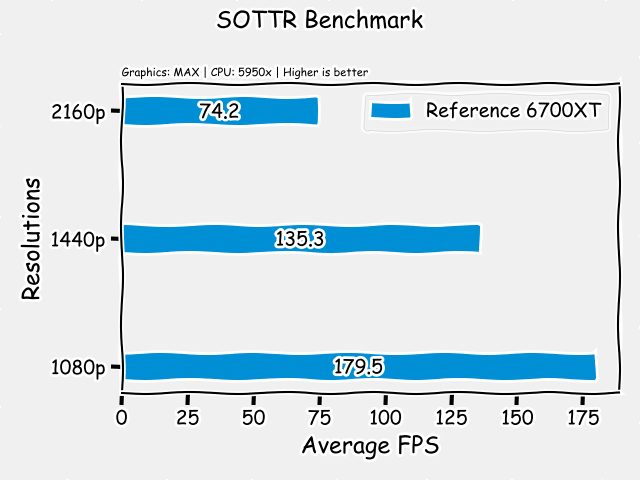 SOTTR Benchmark
Graphics: MAX | CPU: 5950x | Higher is better
2160p
74.2
Reference 6700XT
Resolutions
1440p
135.3
1080p
179.5
0 25 50 75 100 125 150 175
Average FPS